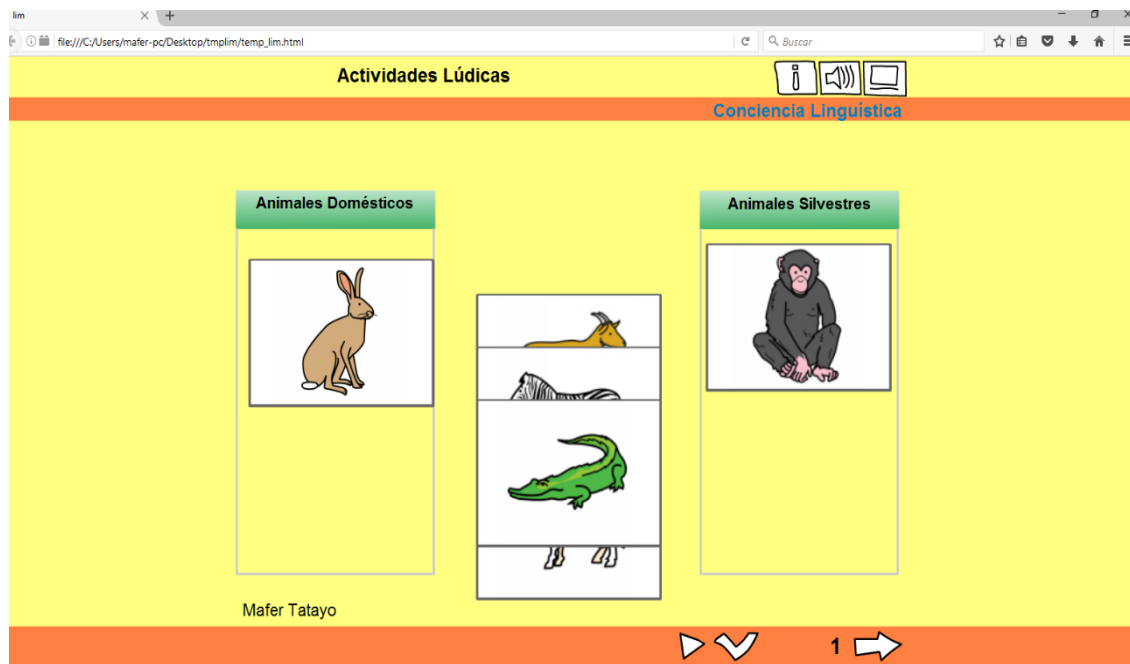 lim
file:///C:/Users/mafer-pc/Desktop/tmplim/temp_lim.html
Buscar
Actividades Lúdicas
Conciencia Linguística
Animales Domésticos
Animales Silvestres
Mafer Tatayo
1